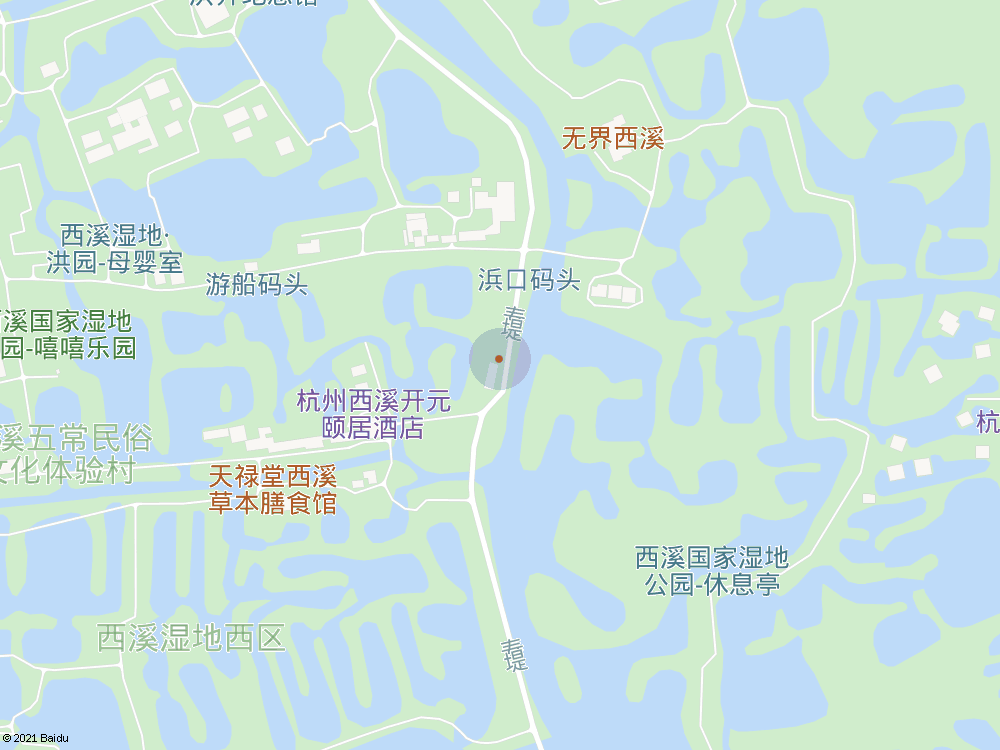 无界西溪
西溪湿地·
洪园-母婴室
游船码头
浜口码头
五堤
溪国家湿地
园-嘻嘻乐园
杭州西溪开元
颐居酒店
杭
溪五常民俗
文化体验村
天禄堂西溪
草本膳食馆
西溪国家湿地
公园-休息亭
西溪湿地西区
© 2021 Baidu